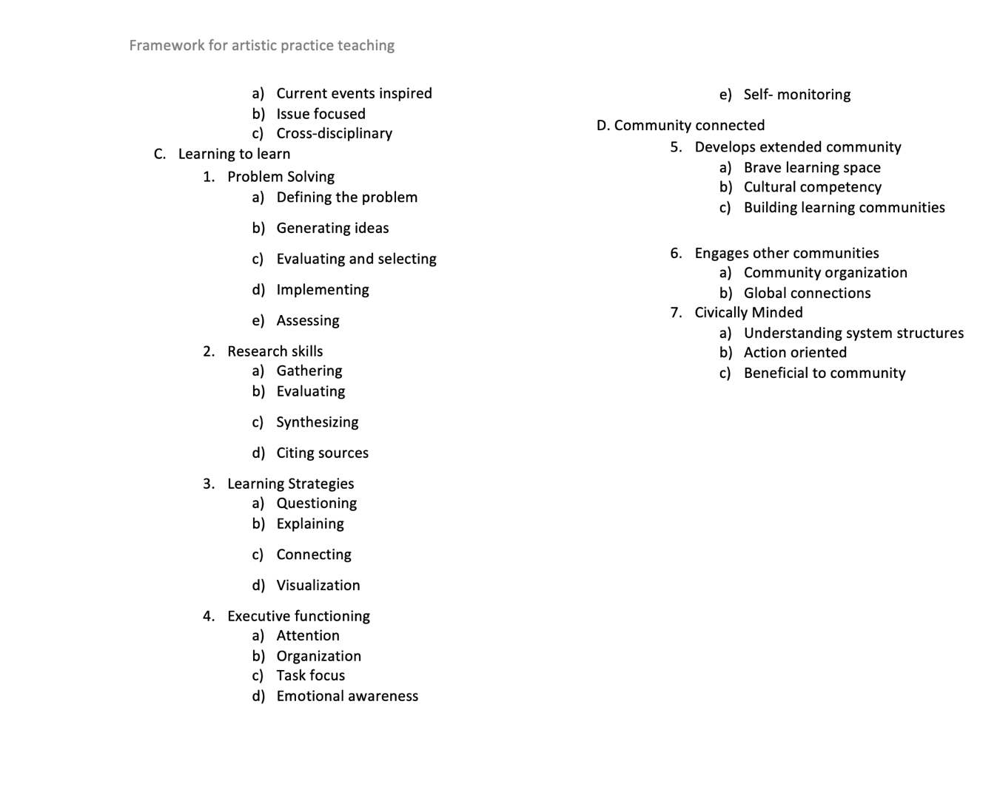 Framework for artistic practice teaching
a) Current events inspired
b) Issue focused
c) Cross-disciplinary
C. Learning to learn
1. Problem Solving
a) Defining the problem
b) Generating ideas
c) Evaluating and selecting
d) Implementing
e) Assessing
2. Research skills
a) Gathering
b) Evaluating
c) Synthesizing
d) Citing sources
3. Learning Strategies
a) Questioning
b) Explaining
c) Connecting
d) Visualization
4. Executive functioning
a) Attention
b) Organization
c) Task focus
d) Emotional awareness
e) Self- monitoring
D. Community connected
5. Develops extended community
a) Brave learning space
b) Cultural competency
c) Building learning communities
6. Engages other communities
a) Community organization
b) Global connections
7. Civically Minded
a) Understanding system structures
b) Action oriented
c) Beneficial to community